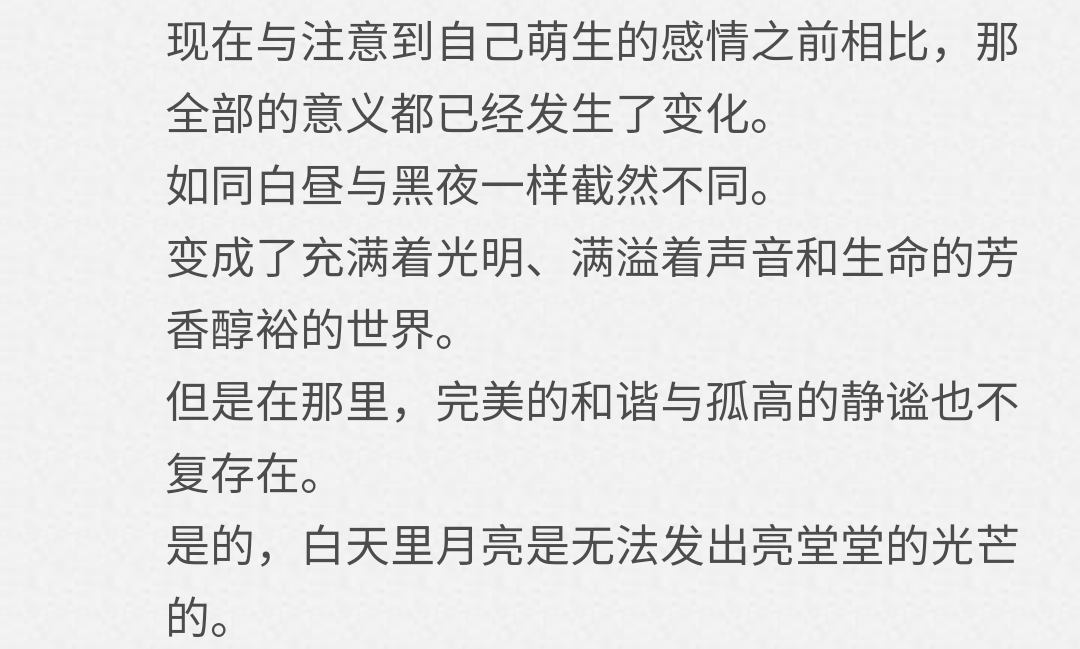 现在与注意到自己萌生的感情之前相比，那
全部的意义都已经发生了变化。
如同白昼与黑夜一样截然不同。
变成了充满着光明、满溢着声音和生命的芳
香醇裕的世界。
但是在那里，完美的和谐与孤高的静谧也不
复存在。
是的，白天里月亮是无法发出亮堂堂的光芒
的。